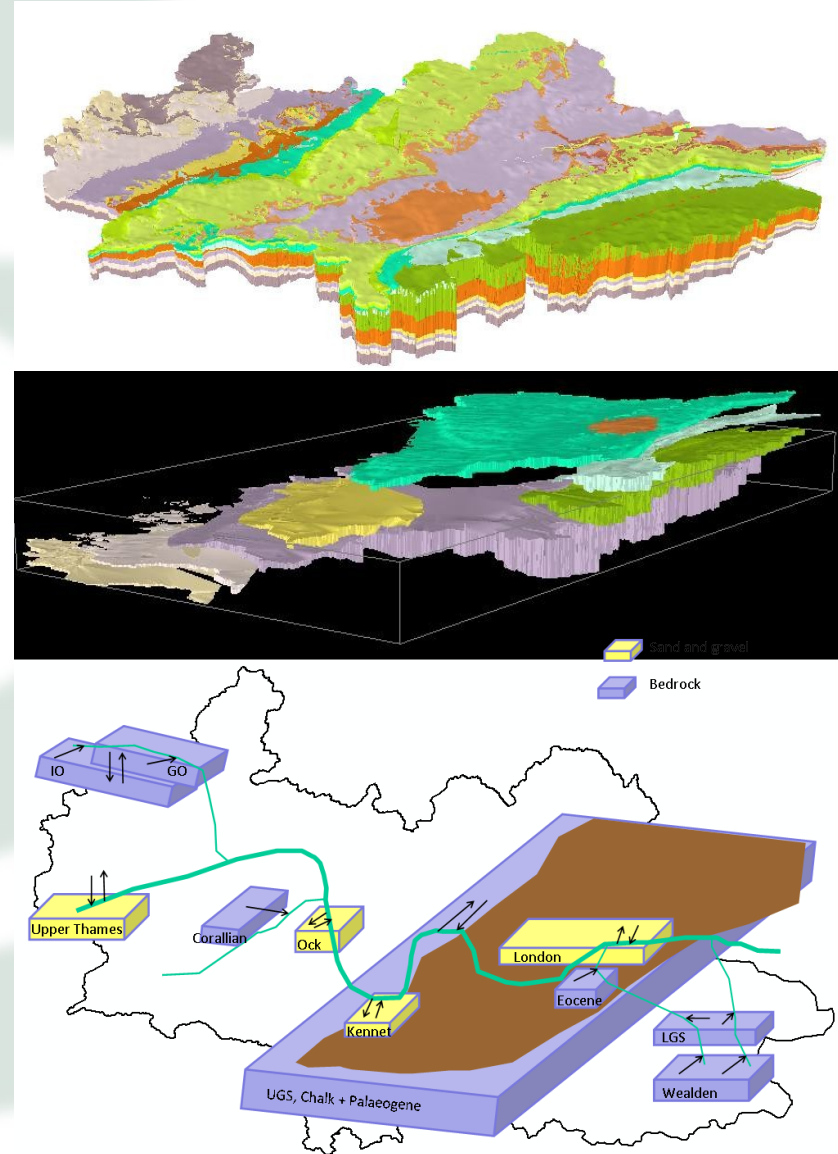 Sand and gravel
Bedrock
IO
GO
Upper Thames
Corallian
Ock
London
Eocene
Kennet
LGS
Wealden
UGS, Chalk + Palaeogene